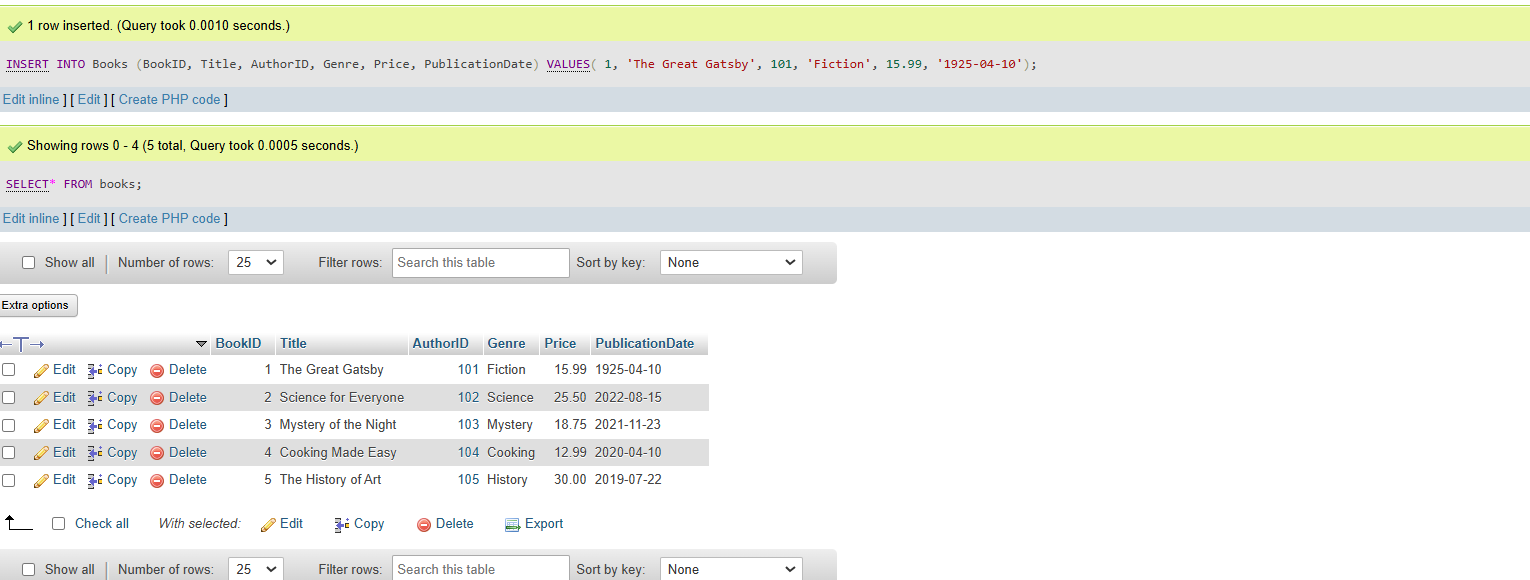 1 row inserted. (Query took 0.0010 seconds.)
INSERT INTO Books (BookID, Title, AuthorID, Genre, Price, PublicationDate) VALUES( 1, 'The Great Gatsby', 101, 'Fiction', 15.99, '1925-04-10');
Edit inline ] [ Edit ] [ Create PHP code ]
Showing rows 0 - 4 (5 total, Query took 0.0005 seconds.)
SELECT* FROM books;
Edit inline ] [ Edit ] [ Create PHP code ]
Show all | Number of rows: 25 Filter rows: Search this table Sort by key: None
Extra options
←T→ BookID Title AuthorID Genre Price PublicationDate
Edit Copy Delete 1 The Great Gatsby 101 Fiction 15.99 1925-04-10
Edit Copy Delete 2 Science for Everyone 102 Science 25.50 2022-08-15
Edit Copy Delete 3 Mystery of the Night 103 Mystery 18.75 2021-11-23
Edit Copy Delete 4 Cooking Made Easy 104 Cooking 12.99 2020-04-10
Edit Copy Delete 5 The History of Art 105 History 30.00 2019-07-22
Check all With selected: Edit Copy Delete Export
Show all | Number of rows: 25 Filter rows: Search this table Sort by key: None